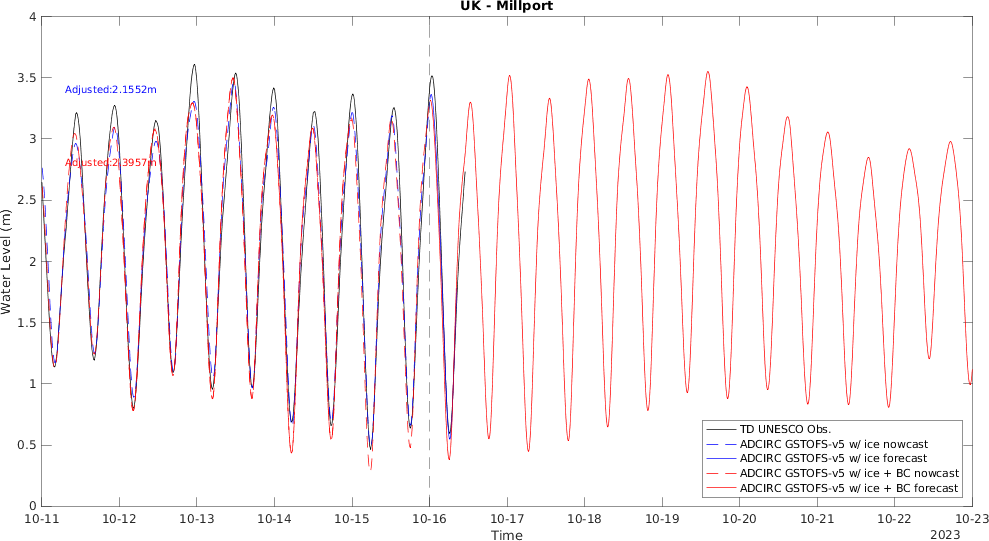 UK - Millport
4
3.5
3
2.5
2
1.5
1
0.5
0
Water Level (m)
Adjusted:2.1552m
Adjusted:2.3957m
TD UNESCO Obs.
ADCIRC GSTOFS-v5 w/ ice nowcast
ADCIRC GSTOFS-v5 w/ ice forecast
ADCIRC GSTOFS-v5 w/ ice + BC nowcast
ADCIRC GSTOFS-v5 w/ ice + BC forecast
10-11 10-12 10-13 10-14 10-15 10-16 10-17 10-18 10-19 10-20 10-21 10-22 10-23
Time
2023